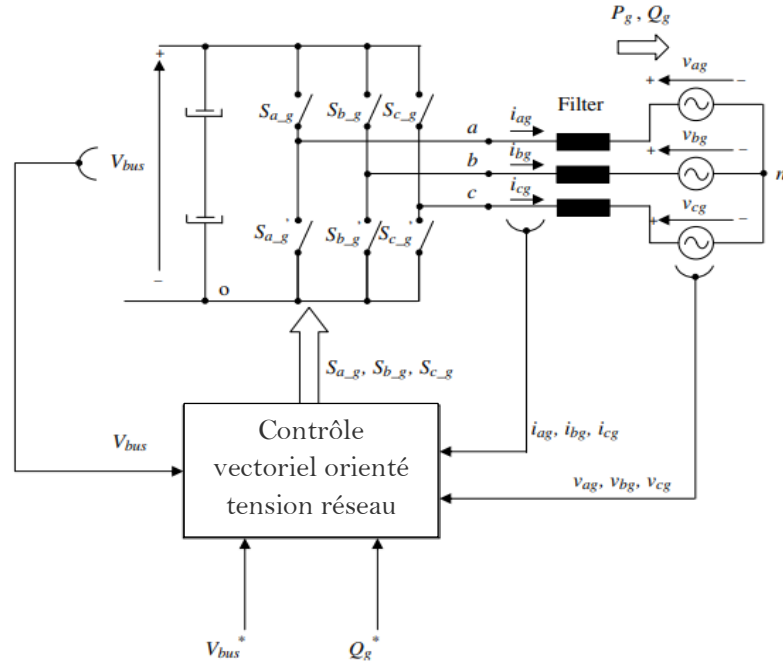 P_g , Q_g
v_ag
+ −
S_a_g S_b_g S_c_g
Filter
i_ag
a
v_bg
+ −
i_bg
b
n
V_bus
i_cg
c
v_cg
+ −
S_a_g' S_b_g' S_c_g'
+
−
o
S_a_g, S_b_g, S_c_g
Contrôle
vectoriel orienté
tension réseau
V_bus
i_ag, i_bg, i_cg
v_ag, v_bg, v_cg
V_bus*
Q_g*